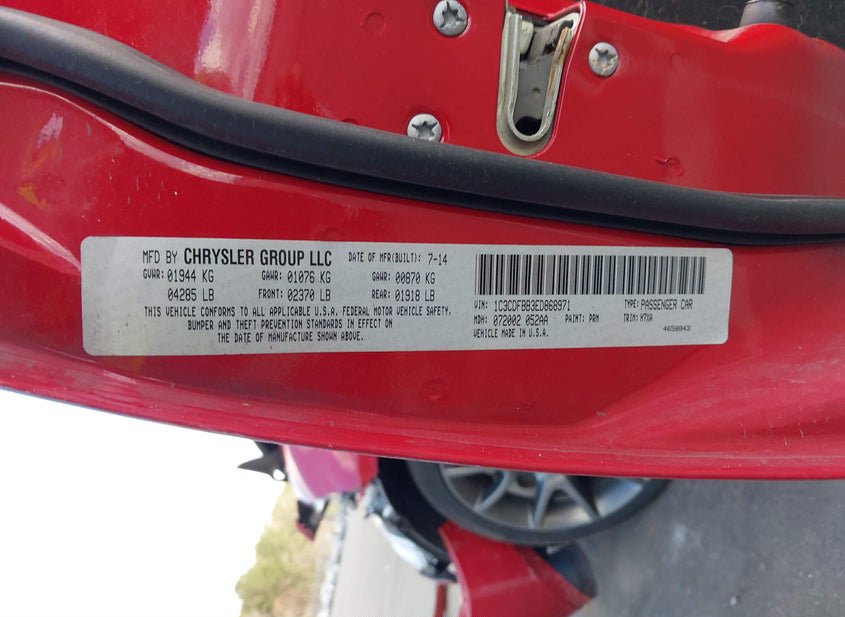 MFD BY CHRYSLER GROUP LLC DATE OF MFR(BUILT): 7-14
GVWR: 01944 KG GAWR: 01076 KG GAWR: 00870 KG
04285 LB FRONT: 02370 LB REAR: 01918 LB
THIS VEHICLE CONFORMS TO ALL APPLICABLE U.S.A. FEDERAL MOTOR VEHICLE SAFETY,
BUMPER AND THEFT PREVENTION STANDARDS IN EFFECT ON
THE DATE OF MANUFACTURE SHOWN ABOVE.
VIN: 1C3CDFBB3ED868971 TYPE: PASSENGER CAR
MDH: 072002 052AA PAINT: PRM TRIM: H7XA
VEHICLE MADE IN U.S.A. 4658843